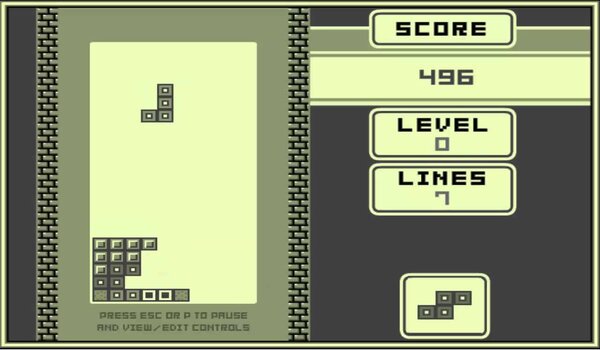 SCORE
496
LEVEL
0
LINES
7
PRESS ESC OR P TO PAUSE
AND VIEW/EDIT CONTROLS